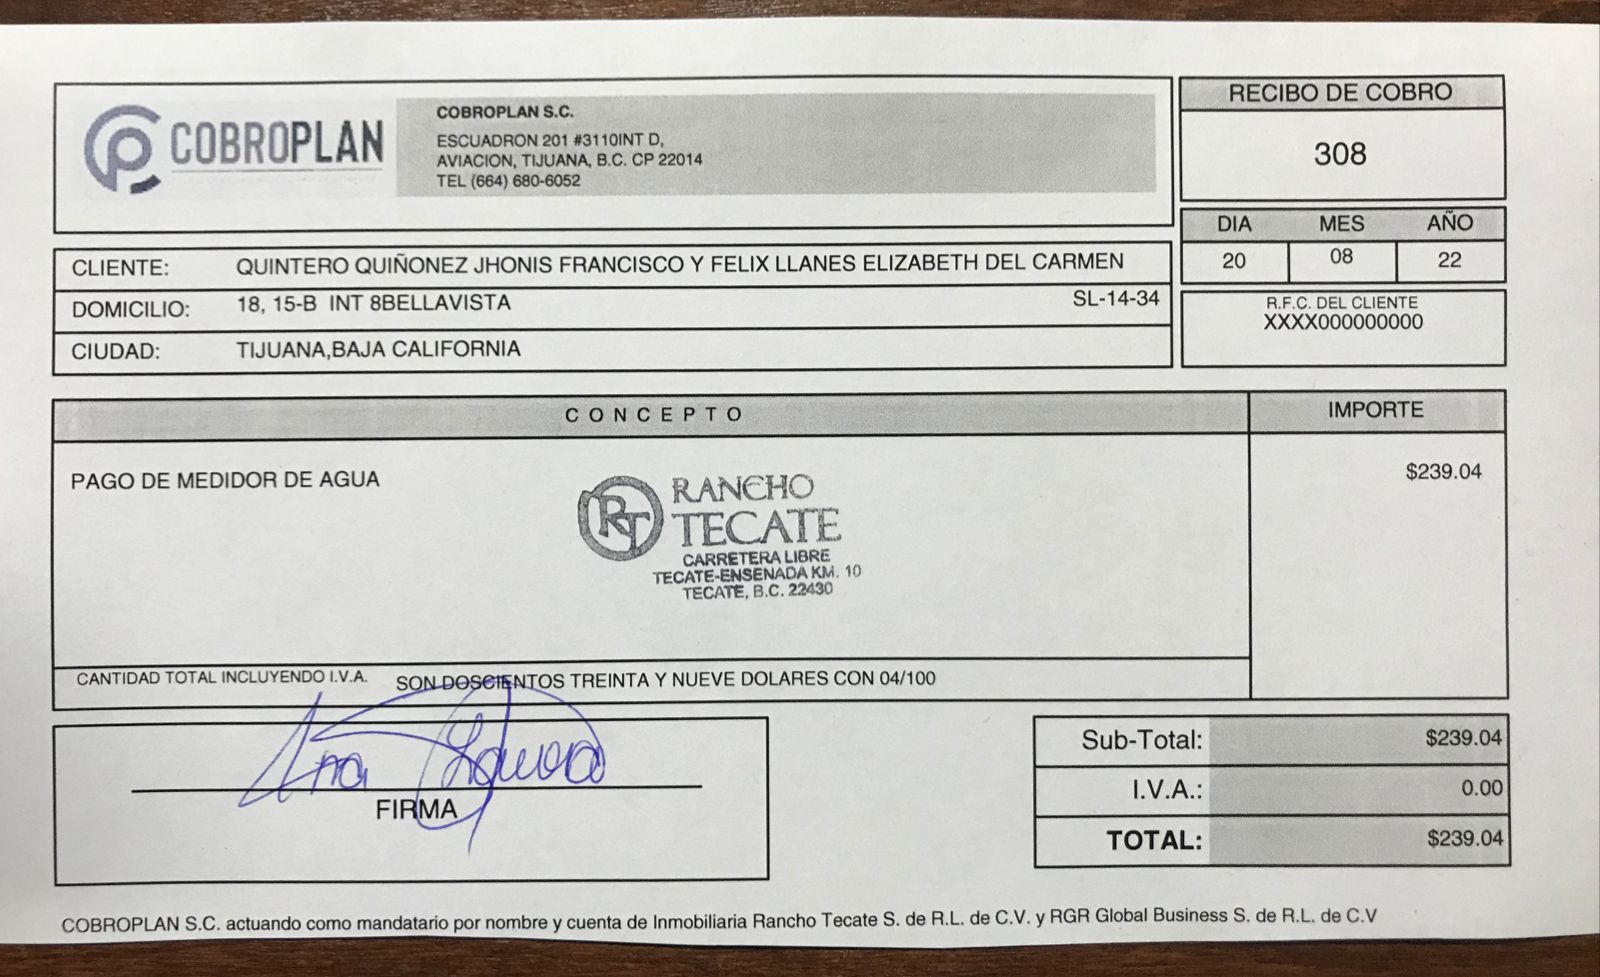 COBROPLAN
COBROPLAN S.C.
ESCUADRON 201 #3110INT D,
AVIACION, TIJUANA, B.C. CP 22014
TEL (664) 680-6052
RECIBO DE COBRO
308
DIA MES AÑO
20 08 22
CLIENTE: QUINTERO QUIÑONEZ JHONIS FRANCISCO Y FELIX LLANES ELIZABETH DEL CARMEN
DOMICILIO: 18, 15-B INT 8BELLAVISTA SL-14-34
CIUDAD: TIJUANA,BAJA CALIFORNIA
R.F.C. DEL CLIENTE
XXXX000000000
CONCEPTO IMPORTE
PAGO DE MEDIDOR DE AGUA $239.04
RT
RANCHO
TECATE
CARRETERA LIBRE
TECATE-ENSENADA KM. 10
TECATE, B.C. 22430
CANTIDAD TOTAL INCLUYENDO I.V.A. SON DOSCIENTOS TREINTA Y NUEVE DOLARES CON 04/100
Ana
FIRMA
Sub-Total: $239.04
I.V.A.: 0.00
TOTAL: $239.04
COBROPLAN S.C. actuando como mandatario por nombre y cuenta de Inmobiliaria Rancho Tecate S. de R.L. de C.V. y RGR Global Business S. de R.L. de C.V